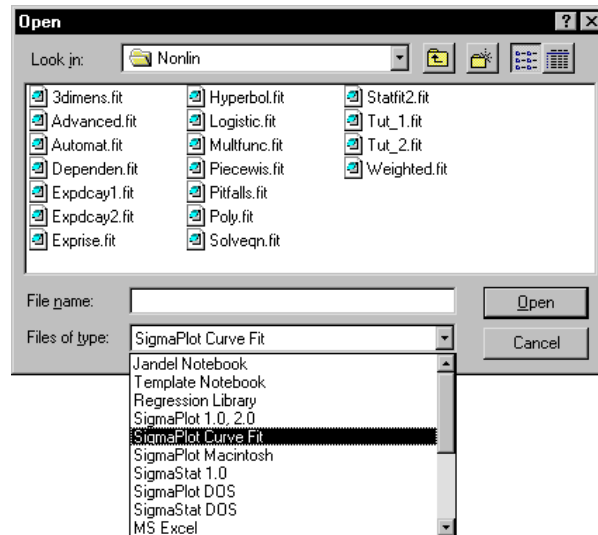 Open
Look in: Nonlin
3dimens.fit
Advanced.fit
Automat.fit
Dependen.fit
Expdcay1.fit
Expdcay2.fit
Exprise.fit
Hyperbol.fit
Logistic.fit
Multfunc.fit
Piecewis.fit
Pitfalls.fit
Poly.fit
Solveqn.fit
Statfit2.fit
Tut_1.fit
Tut_2.fit
Weighted.fit
File name:
Open
Files of type: SigmaPlot Curve Fit
Cancel
Jandel Notebook
Template Notebook
Regression Library
SigmaPlot 1.0, 2.0
SigmaPlot Curve Fit
SigmaPlot Macintosh
SigmaStat 1.0
SigmaPlot DOS
SigmaStat DOS
MS Excel